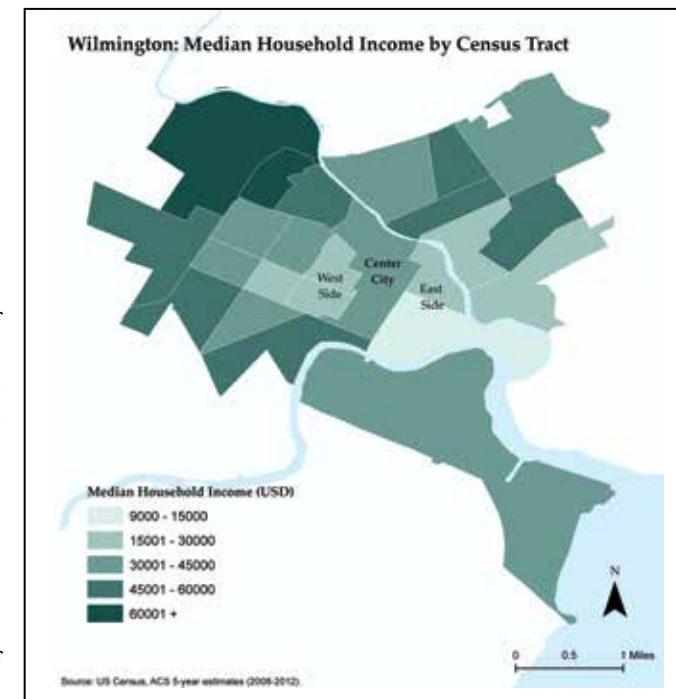 Wilmington: Median Household Income by Census Tract
West
Side
Center
City
East
Side
Median Household Income (USD)
9000 - 15000
15001 - 30000
30001 - 45000
45001 - 60000
60001 +
N
0 0.5 1 Miles
Source: US Census, ACS 5-year estimates (2008-2012).